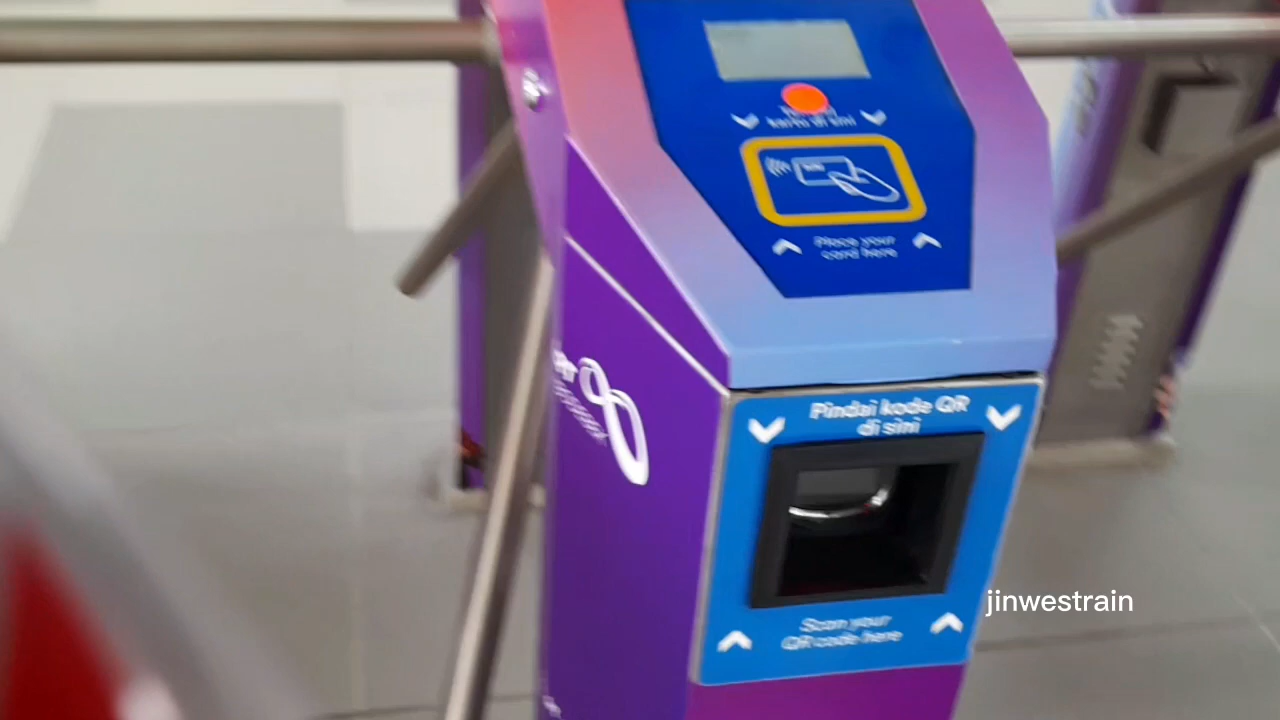 kartu di sini
Place your
card here
Pindai kode QR
di sini
Scan your
QR code here
jinwestrain